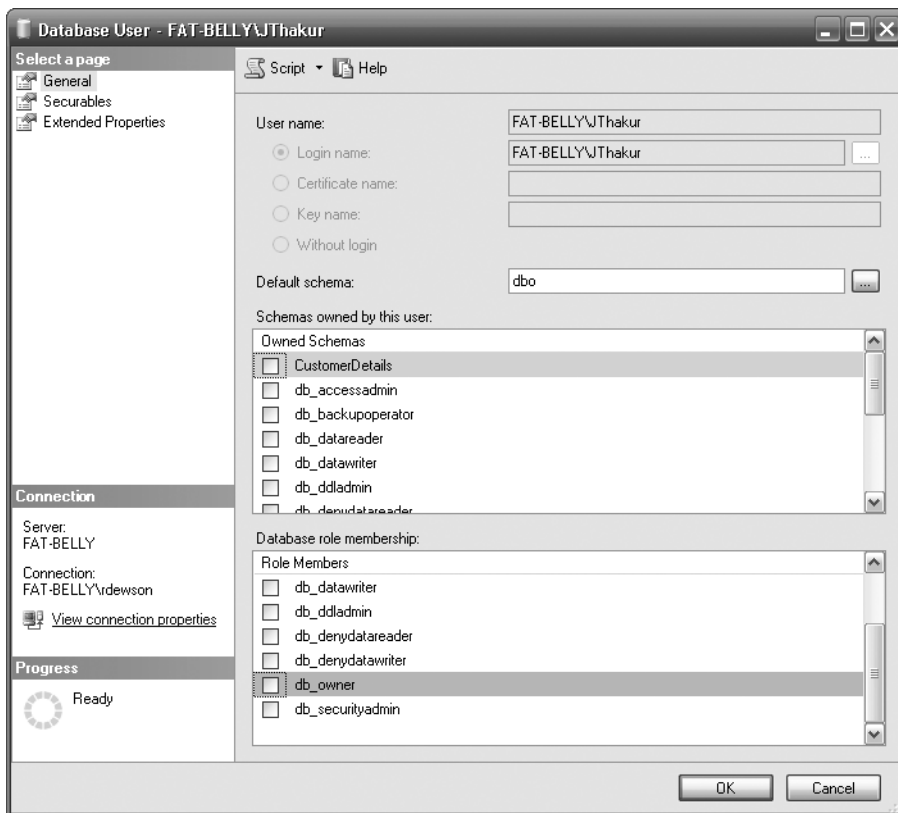 Database User - FAT-BELLY\JThakur
Select a page
General
Securables
Extended Properties
Script
Help
User name:
FAT-BELLY\JThakur
Login name:
FAT-BELLY\JThakur
...
Certificate name:
Key name:
Without login
Default schema:
dbo
...
Schemas owned by this user:
Owned Schemas
CustomerDetails
db_accessadmin
db_backupoperator
db_datareader
db_datawriter
db_ddladmin
db_denydatareader
Database role membership:
Role Members
db_datawriter
db_ddladmin
db_denydatareader
db_denydatawriter
db_owner
db_securityadmin
Connection
Server:
FAT-BELLY
Connection:
FAT-BELLY\rdewson
View connection properties
Progress
Ready
OK
Cancel